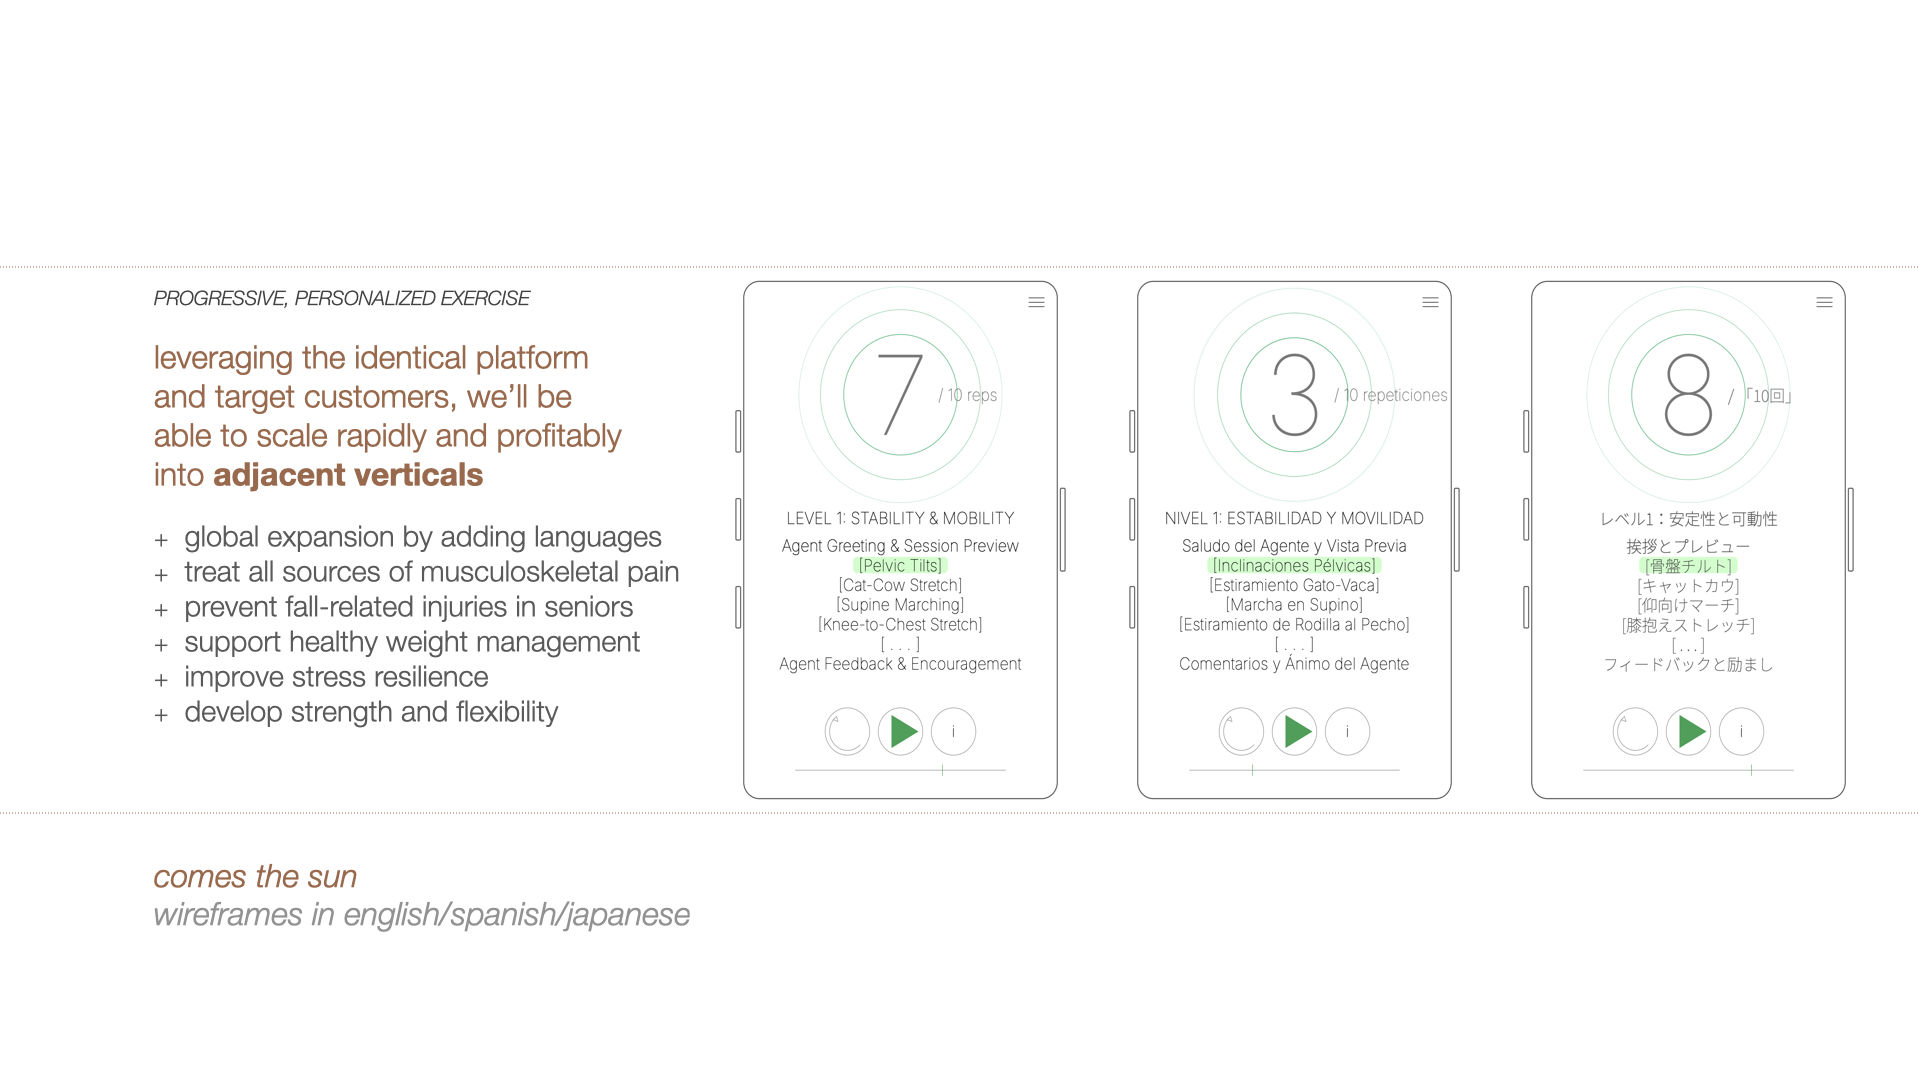 PROGRESSIVE, PERSONALIZED EXERCISE
leveraging the identical platform
and target customers, we’ll be
able to scale rapidly and profitably
into adjacent verticals
+ global expansion by adding languages
+ treat all sources of musculoskeletal pain
+ prevent fall-related injuries in seniors
+ support healthy weight management
+ improve stress resilience
+ develop strength and flexibility
7 / 10 reps
LEVEL 1: STABILITY & MOBILITY
Agent Greeting & Session Preview
[Pelvic Tilts]
[Cat-Cow Stretch]
[Supine Marching]
[Knee-to-Chest Stretch]
[ . . . ]
Agent Feedback & Encouragement
i
3 / 10 repeticiones
NIVEL 1: ESTABILIDAD Y MOVILIDAD
Saludo del Agente y Vista Previa
[Inclinaciones Pélvicas]
[Estiramiento Gato-Vaca]
[Marcha en Supino]
[Estiramiento de Rodilla al Pecho]
[ . . . ]
Comentarios y Ánimo del Agente
i
8 / 「10回」
レベル1：安定性と可動性
挨拶とプレビュー
[骨盤チルト]
[キャットカウ]
[仰向けマーチ]
[膝抱えストレッチ]
[ . . . ]
フィードバックと励まし
i
comes the sun
wireframes in english/spanish/japanese